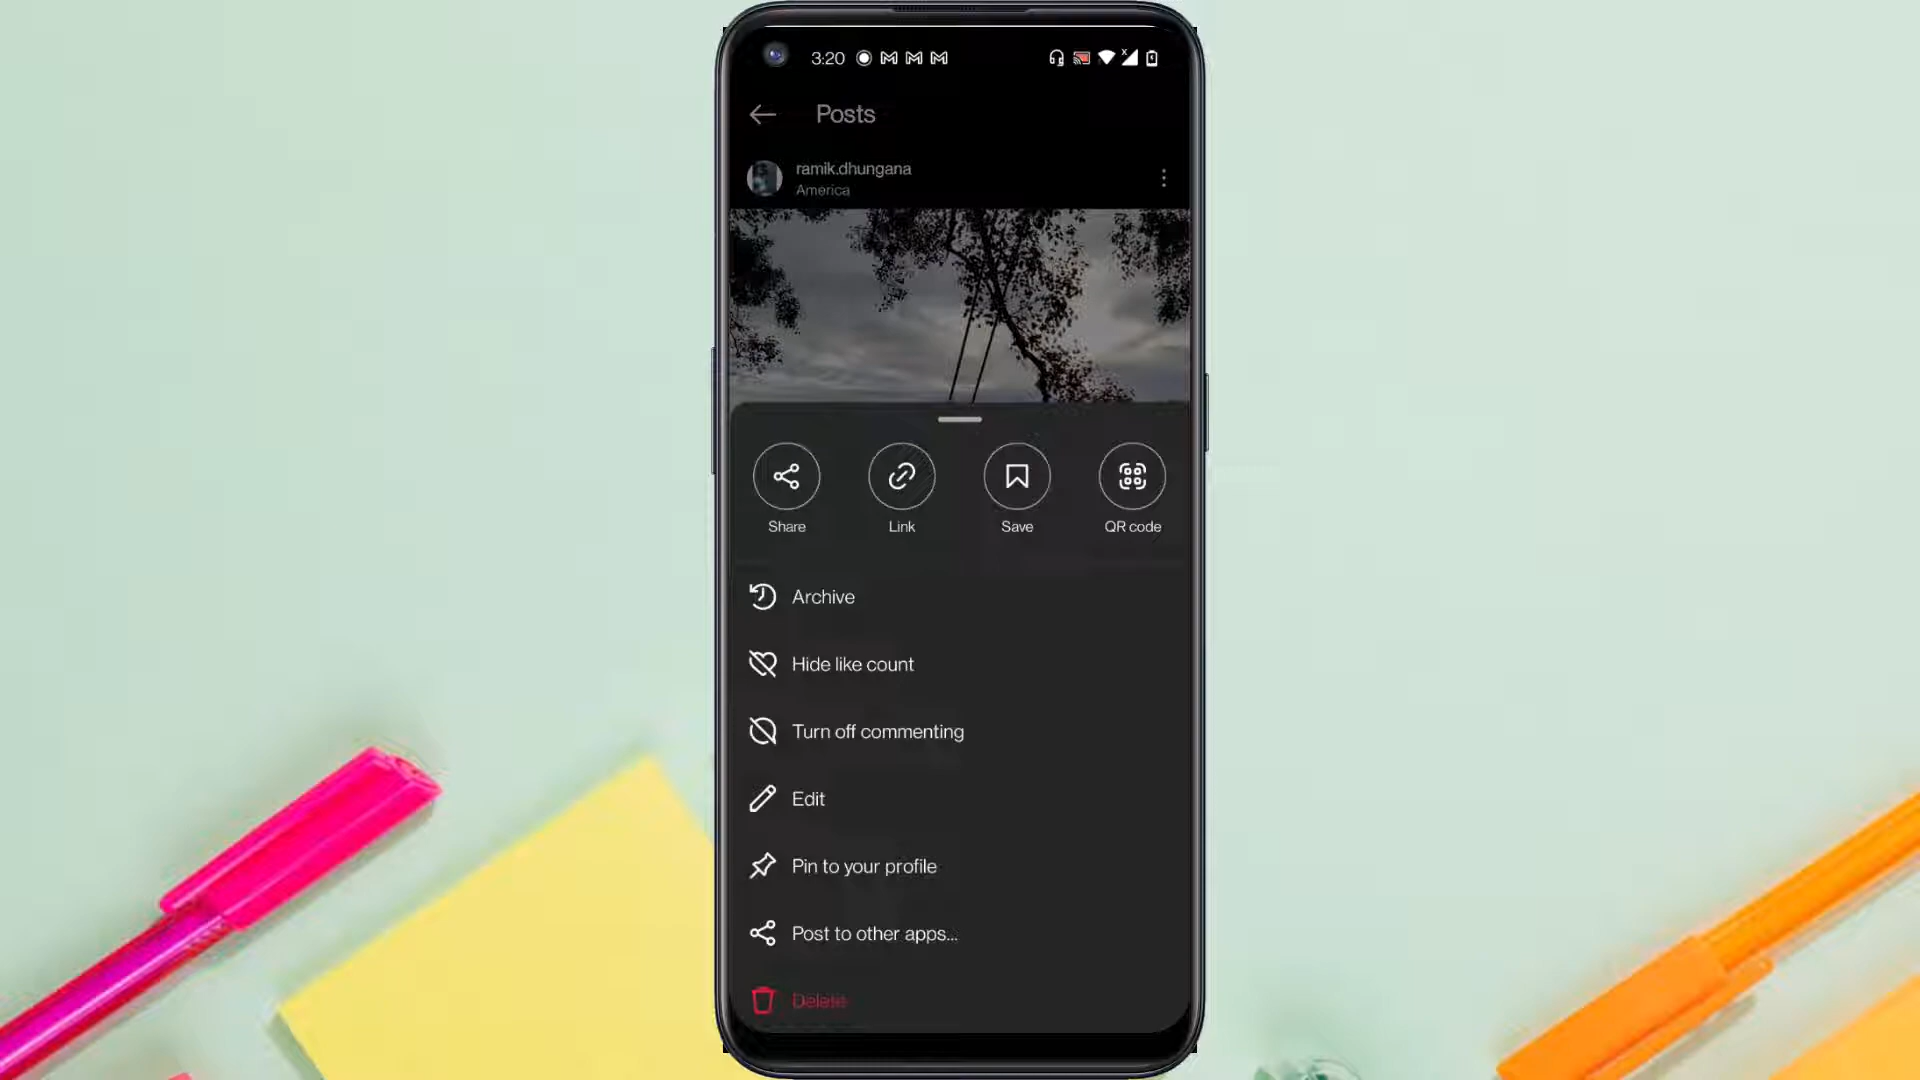 3:20
Posts
ramik.dhungana
America
Share
Link
Save
QR code
Archive
Hide like count
Turn off commenting
Edit
Pin to your profile
Post to other apps...
Delete